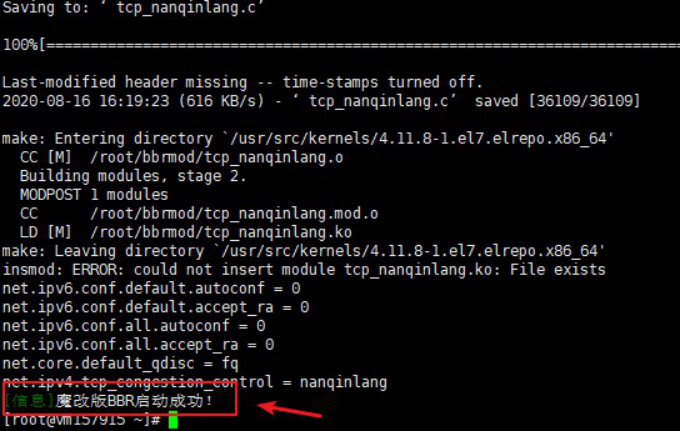 Saving to: ‘ tcp_nanqinlang.c’
100%[======================================================================
Last-modified header missing -- time-stamps turned off.
2020-08-16 16:19:23 (616 KB/s) - ‘ tcp_nanqinlang.c’ saved [36109/36109]
make: Entering directory `/usr/src/kernels/4.11.8-1.el7.elrepo.x86_64'
CC [M] /root/bbrmod/tcp_nanqinlang.o
Building modules, stage 2.
MODPOST 1 modules
CC /root/bbrmod/tcp_nanqinlang.mod.o
LD [M] /root/bbrmod/tcp_nanqinlang.ko
make: Leaving directory `/usr/src/kernels/4.11.8-1.el7.elrepo.x86_64'
insmod: ERROR: could not insert module tcp_nanqinlang.ko: File exists
net.ipv6.conf.default.autoconf = 0
net.ipv6.conf.default.accept_ra = 0
net.ipv6.conf.all.autoconf = 0
net.ipv6.conf.all.accept_ra = 0
net.core.default_qdisc = fq
net.ipv4.tcp_congestion_control = nanqinlang
[信息]魔改版BBR启动成功！
[root@vm157915 ~]#